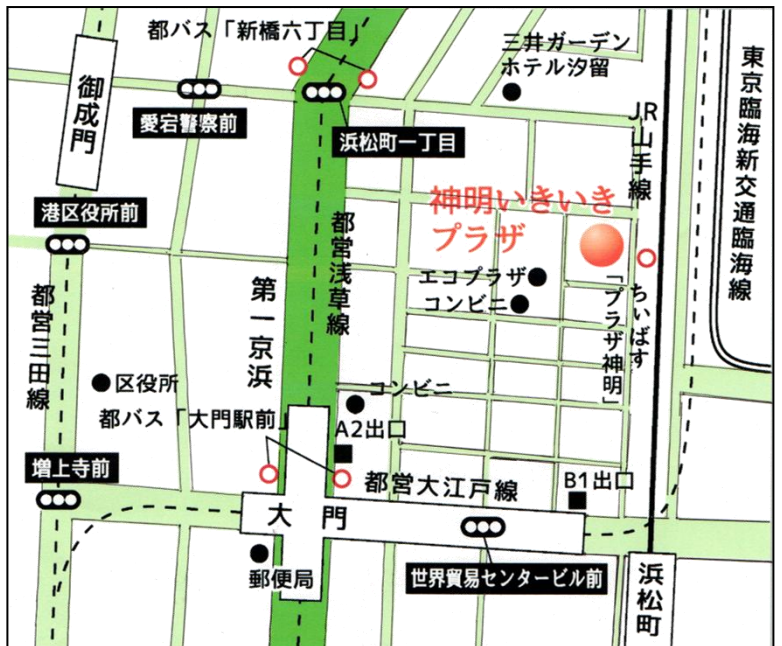 都バス「新橋六丁目」
三井ガーデン
ホテル汐留
御成門
愛宕警察前
浜松町一丁目
JR山手線
東京臨海新交通臨海線
港区役所前
神明いきいき
プラザ
都営浅草線
エコプラザ
コンビニ
ちぃばす
「プラザ神明」
第一京浜
都営三田線
区役所
コンビニ
都バス「大門駅前」
A2出口
増上寺前
都営大江戸線
B1出口
大門
郵便局
世界貿易センタービル前
浜松町